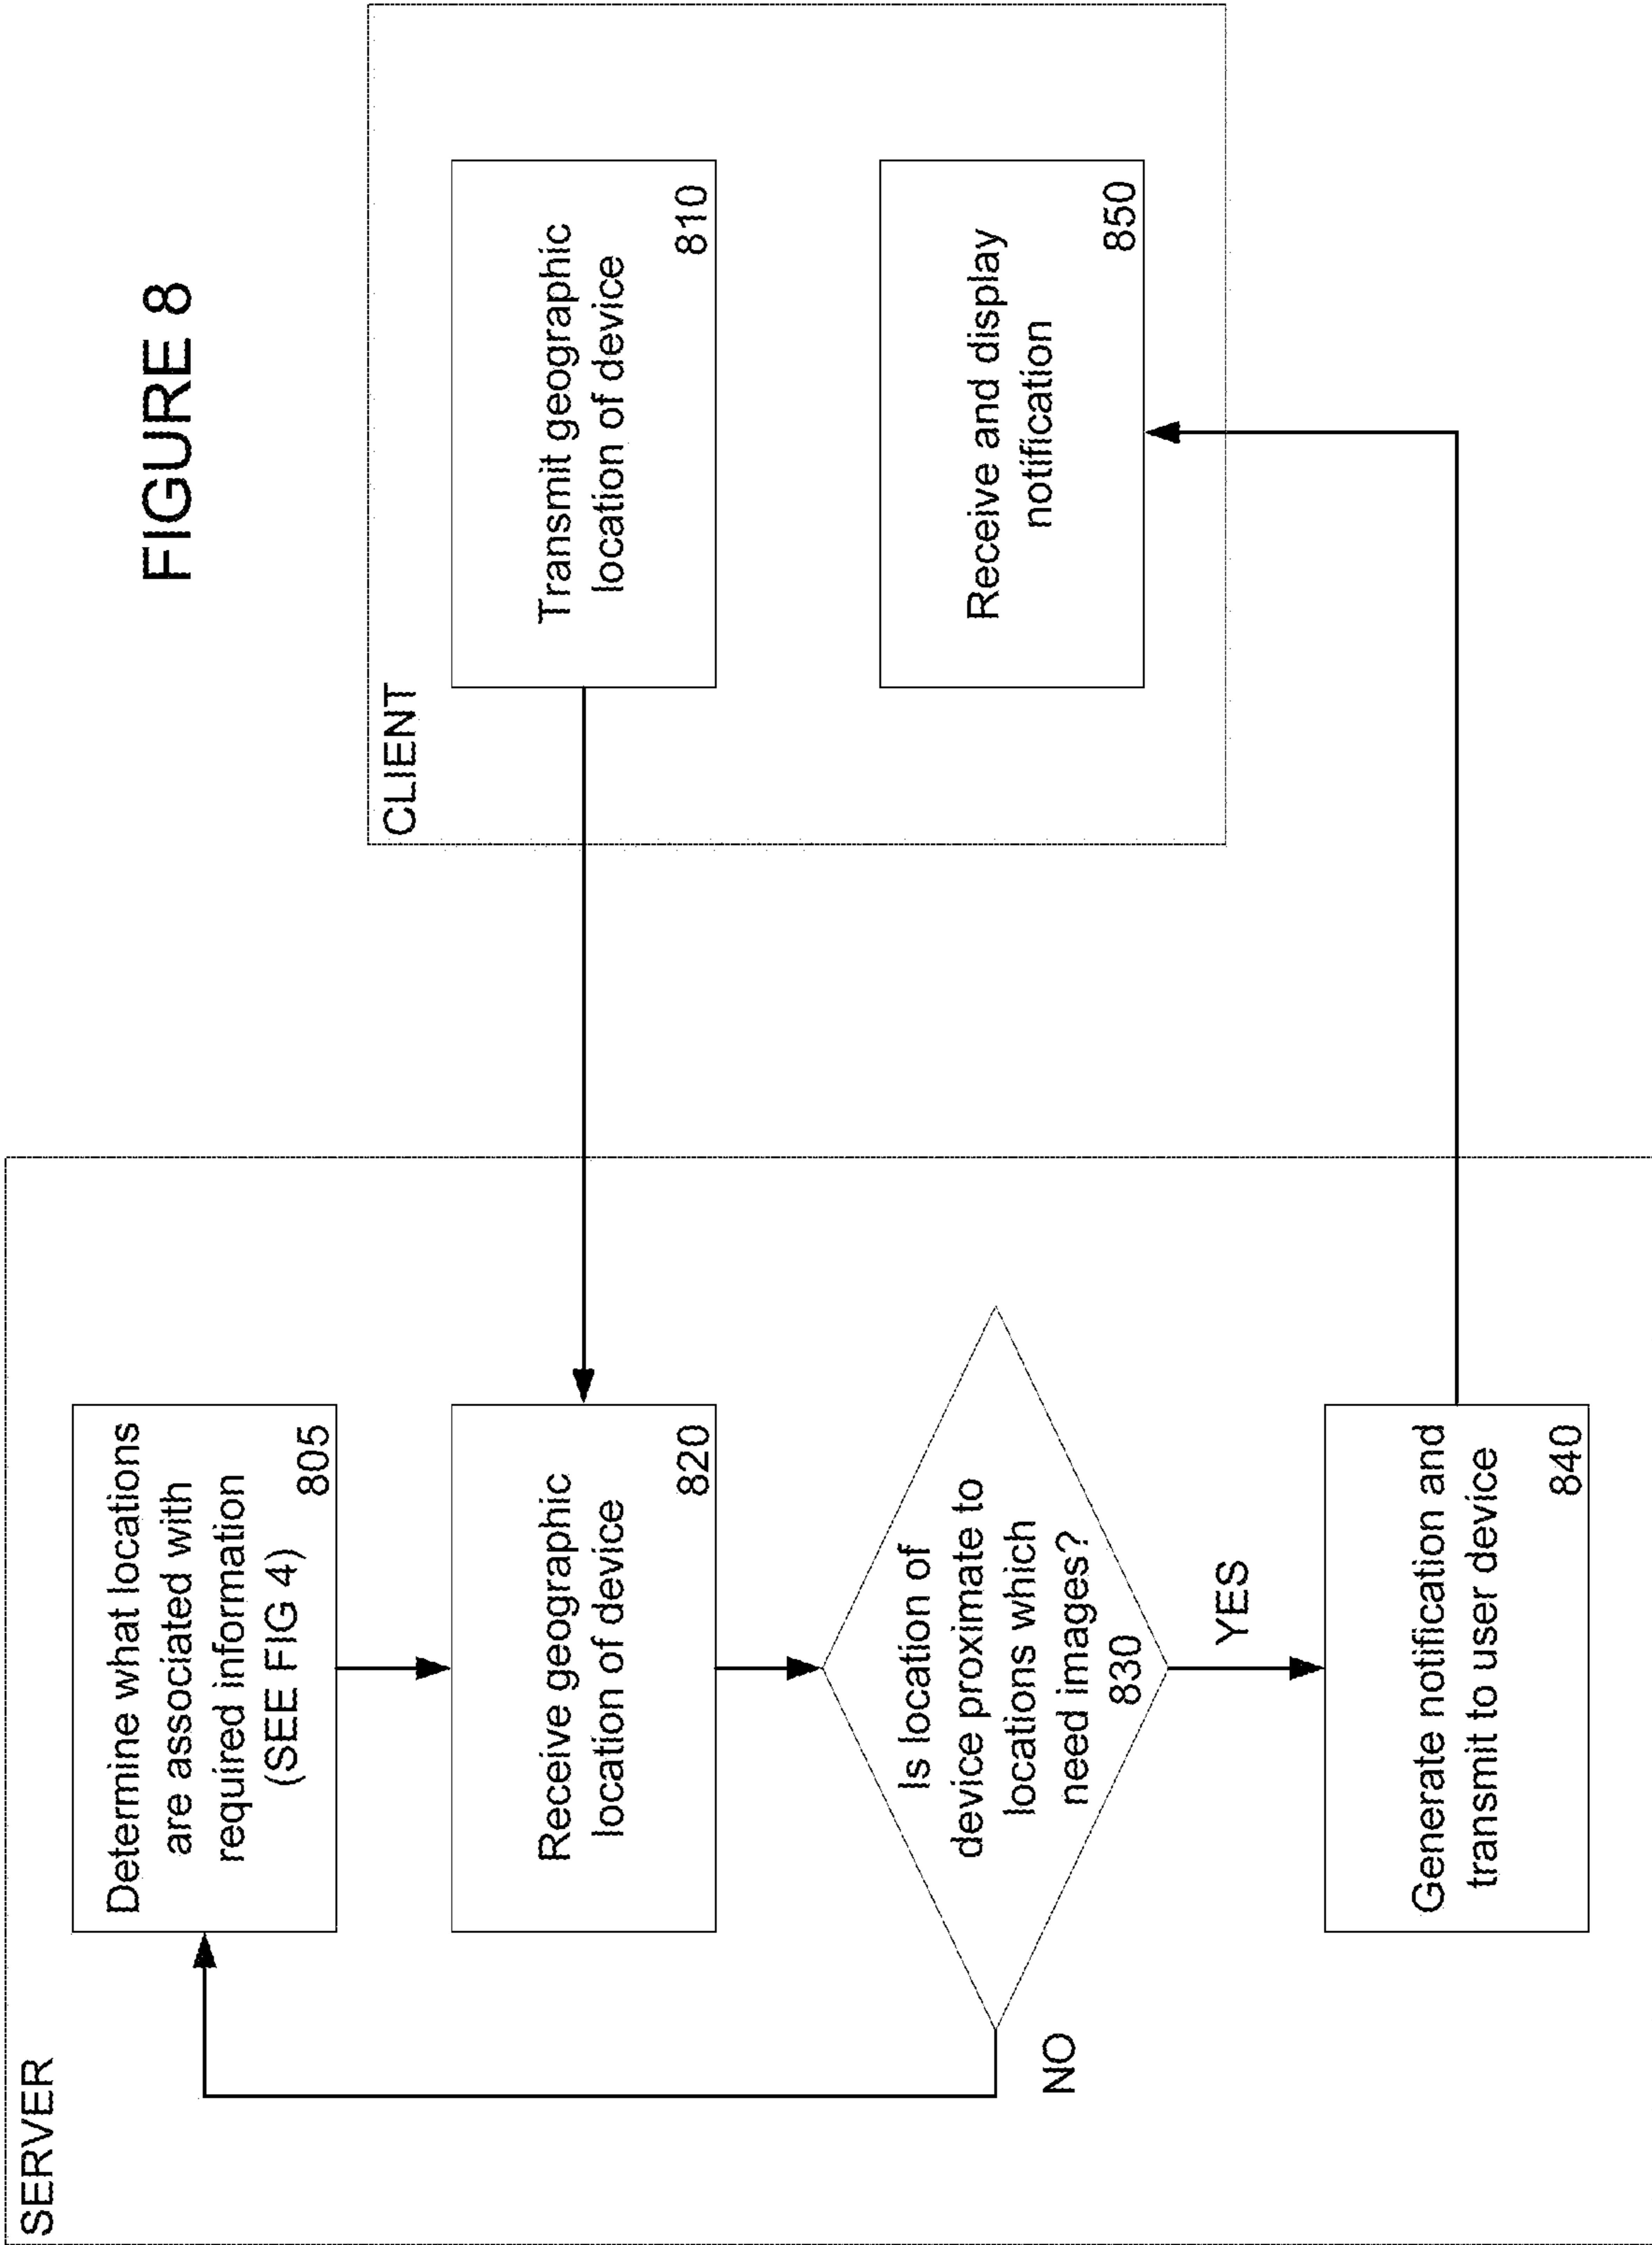 FIGURE 8
SERVER
Determine what locations
are associated with
required information
(SEE FIG 4)
805
Receive geographic
location of device
820
Is location of
device proximate to
locations which
need images?
830
NO
YES
Generate notification and
transmit to user device
840
CLIENT
Transmit geographic
location of device
810
Receive and display
notification
850